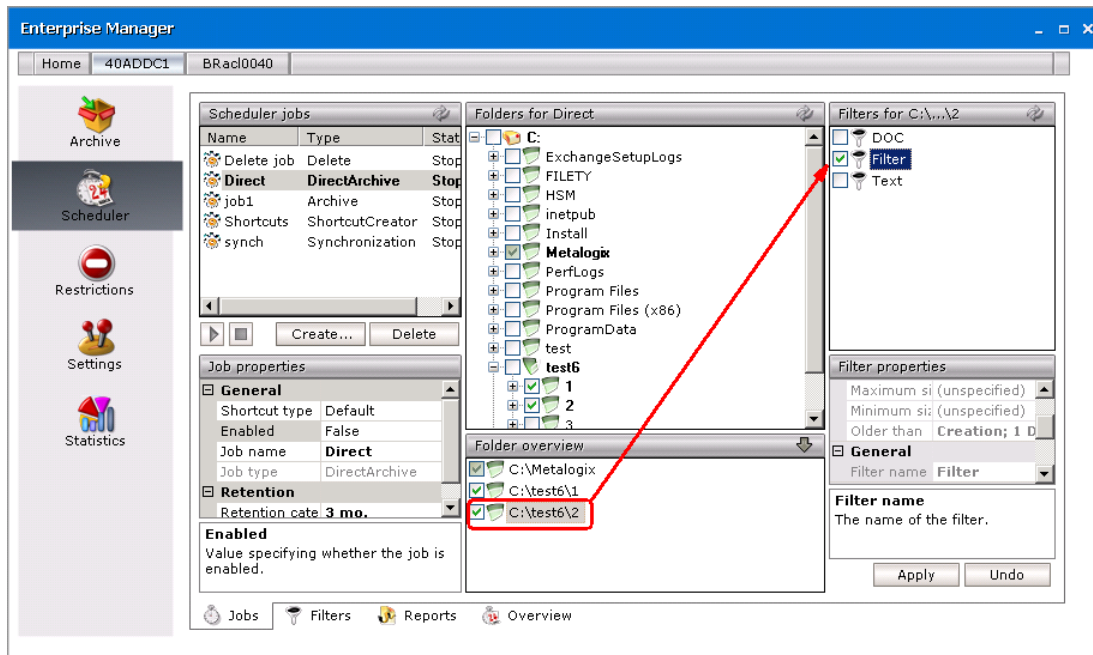 Enterprise Manager
Home 40ADDC1 BRacl0040
Archive
Scheduler
Restrictions
Settings
Statistics
Scheduler jobs
Name Type Stat
Delete job Delete Stop
Direct DirectArchive Stop
job1 Archive Stop
Shortcuts ShortcutCreator Stop
synch Synchronization Stop
Create... Delete
Job properties
General
Shortcut type Default
Enabled False
Job name Direct
Job type DirectArchive
Retention
Retention cate 3 mo.
Enabled
Value specifying whether the job is
enabled.
Folders for Direct
C:
ExchangeSetupLogs
FILETY
HSM
inetpub
Install
Metalogix
PerfLogs
Program Files
Program Files (x86)
ProgramData
test
test6
1
2
3
Folder overview
C:\Metalogix
C:\test6\1
C:\test6\2
Filters for C:\...\2
DOC
Filter
Text
Filter properties
Maximum si (unspecified)
Minimum siz (unspecified)
Older than Creation; 1 D
General
Filter name Filter
Filter name
The name of the filter.
Apply Undo
Jobs Filters Reports Overview